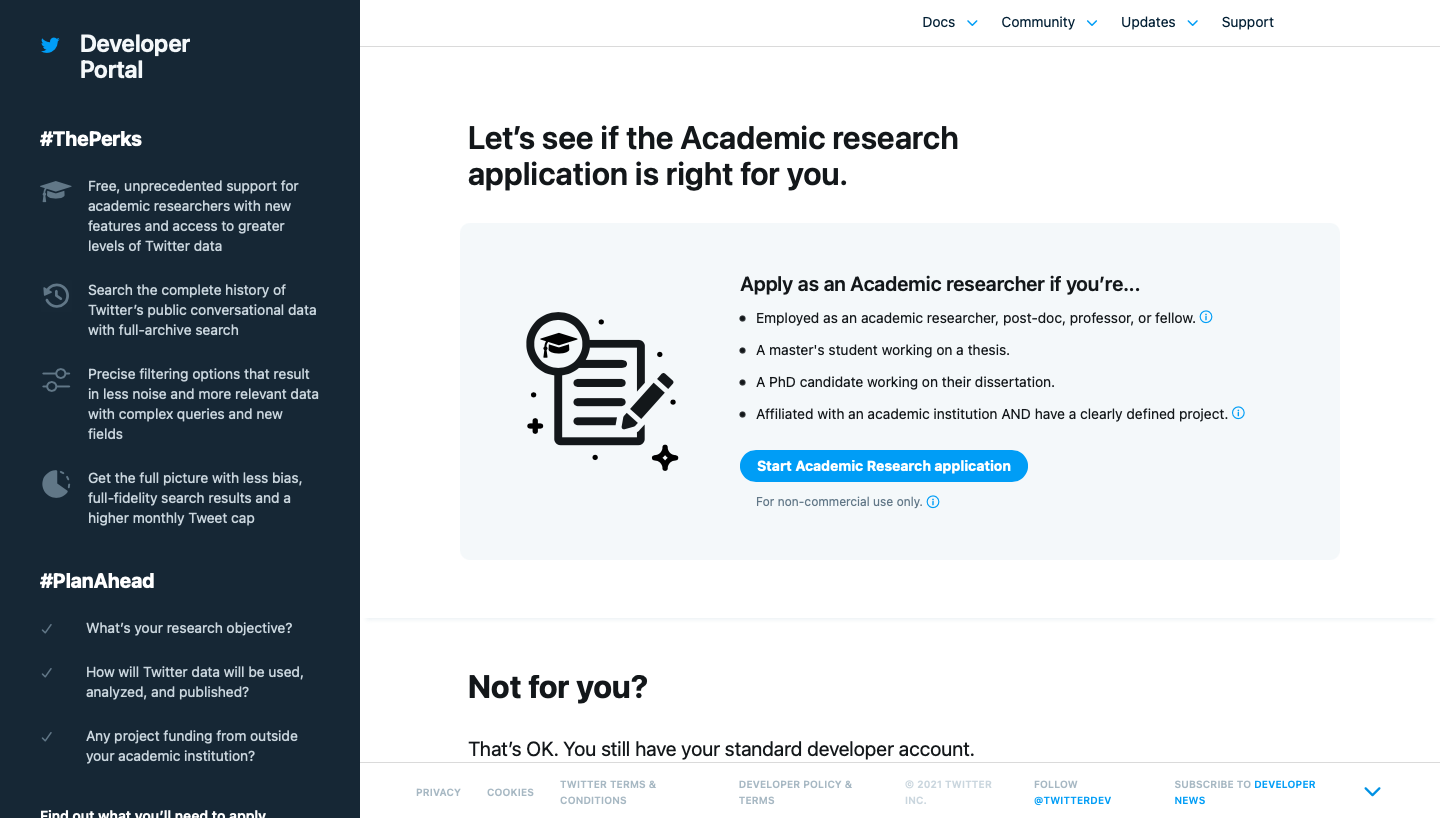 Developer
Portal
#ThePerks
Free, unprecedented support for
academic researchers with new
features and access to greater
levels of Twitter data
Search the complete history of
Twitter’s public conversational data
with full-archive search
Precise filtering options that result
in less noise and more relevant data
with complex queries and new
fields
Get the full picture with less bias,
full-fidelity search results and a
higher monthly Tweet cap
#PlanAhead
What’s your research objective?
How will Twitter data will be used,
analyzed, and published?
Any project funding from outside
your academic institution?
Find out what you’ll need to apply
Docs Community Updates Support
Let’s see if the Academic research
application is right for you.
Apply as an Academic researcher if you’re...
Employed as an academic researcher, post-doc, professor, or fellow.
A master's student working on a thesis.
A PhD candidate working on their dissertation.
Affiliated with an academic institution AND have a clearly defined project.
Start Academic Research application
For non-commercial use only.
Not for you?
That’s OK. You still have your standard developer account.
PRIVACY
COOKIES
TWITTER TERMS &
CONDITIONS
DEVELOPER POLICY &
TERMS
© 2021 TWITTER
INC.
FOLLOW
@TWITTERDEV
SUBSCRIBE TO DEVELOPER
NEWS